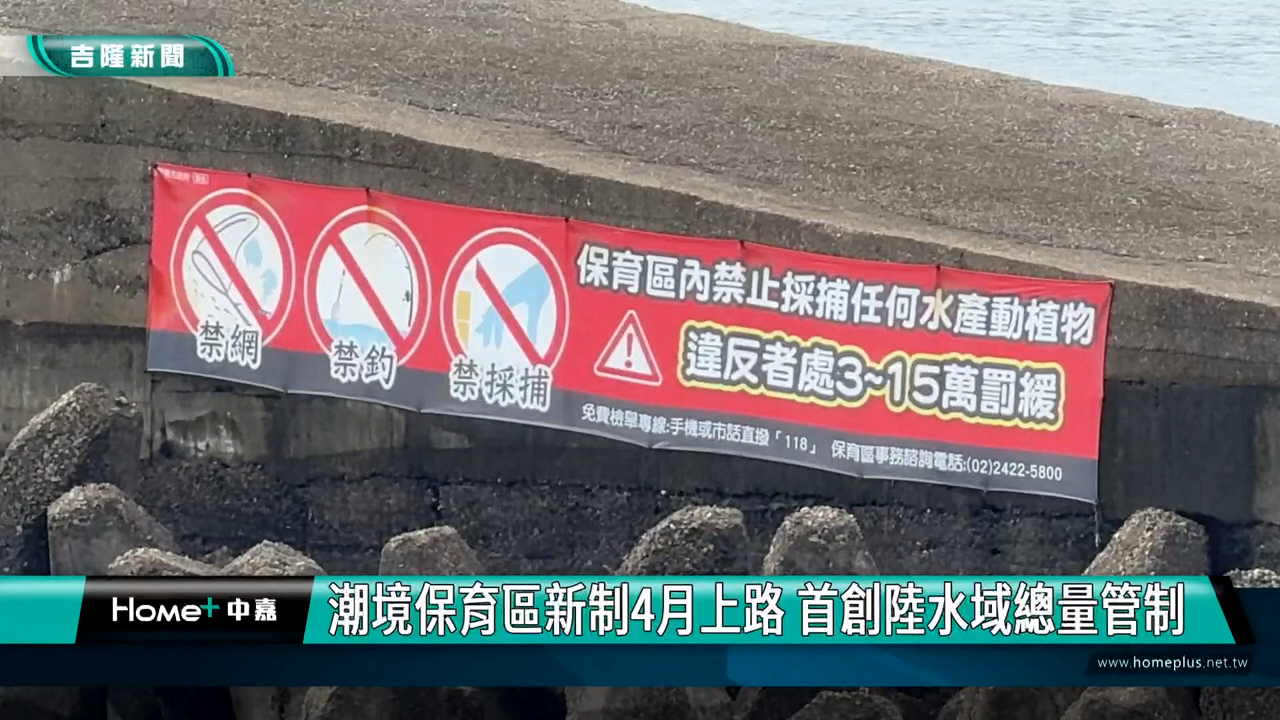 吉隆新聞
禁網
禁釣
禁採捕
保育區內禁止採捕任何水產動植物
違反者處3~15萬罰緩
免費檢舉專線:手機或市話直撥「118」 保育區事務諮詢電話:(02)2422-5800
Home+中嘉
潮境保育區新制4月上路 首創陸水域總量管制
www.homeplus.net.tw